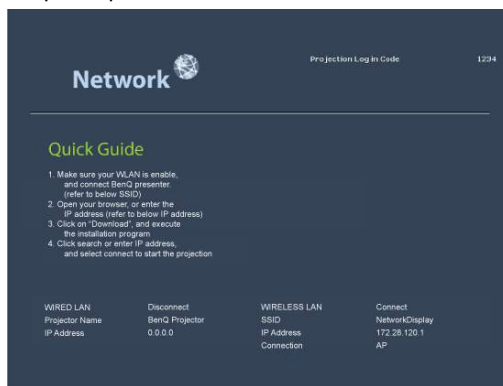 Network
Projection Log in Code 1234
Quick Guide
1. Make sure your WLAN is enable,
and connect BenQ presenter.
(refer to below SSID)
2. Open your browser, or enter the
IP address (refer to below IP address)
3. Click on "Download", and execute
the installation program
4. Click search or enter IP address,
and select connect to start the projection
WIRED LAN Disconnect WIRELESS LAN Connect
Projector Name BenQ Projector SSID NetworkDisplay
IP Address 0.0.0.0 IP Address 172.28.120.1
Connection AP